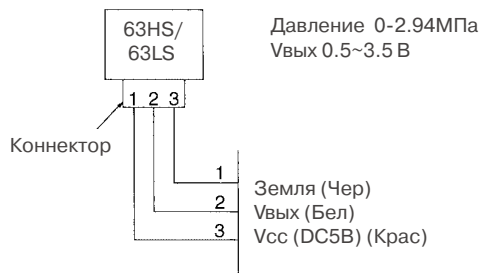 63HS/
63LS
Давление 0-2.94МПа
Vвых 0.5~3.5 В
1 2 3
Коннектор
1
Земля (Чер)
2
Vвых (Бел)
3
Vcc (DC5В) (Крас)